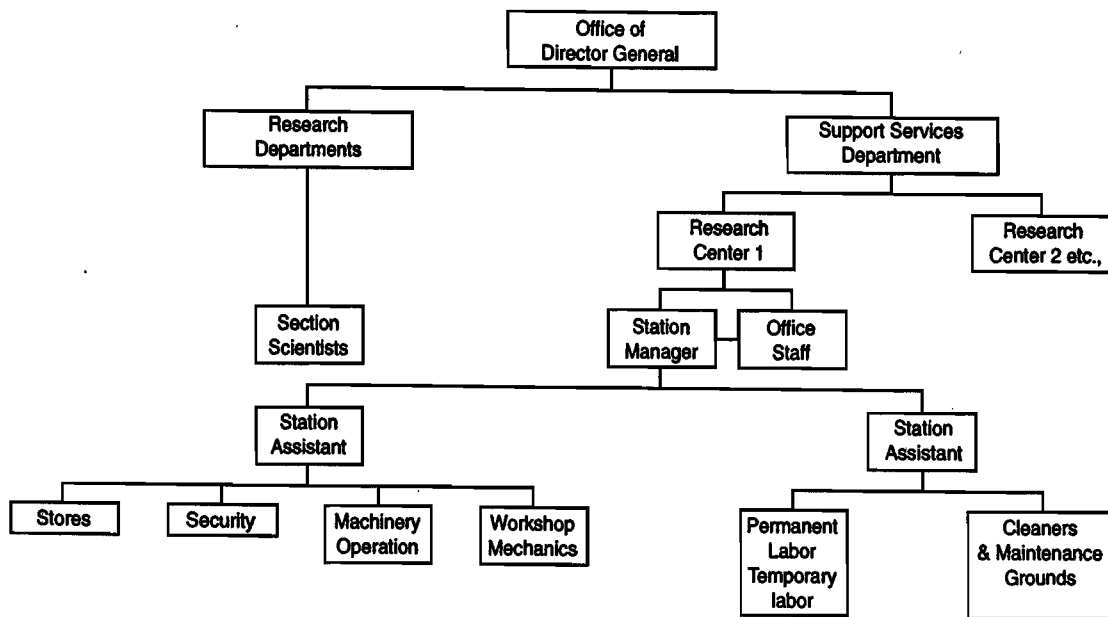 Office of
Director General
Research
Departments
Support Services
Department
Research
Center 1
Research
Center 2 etc.,
Section
Scientists
Station
Manager
Office
Staff
Station
Assistant
Station
Assistant
Stores
Security
Machinery
Operation
Workshop
Mechanics
Permanent
Labor
Temporary
labor
Cleaners
& Maintenance
Grounds